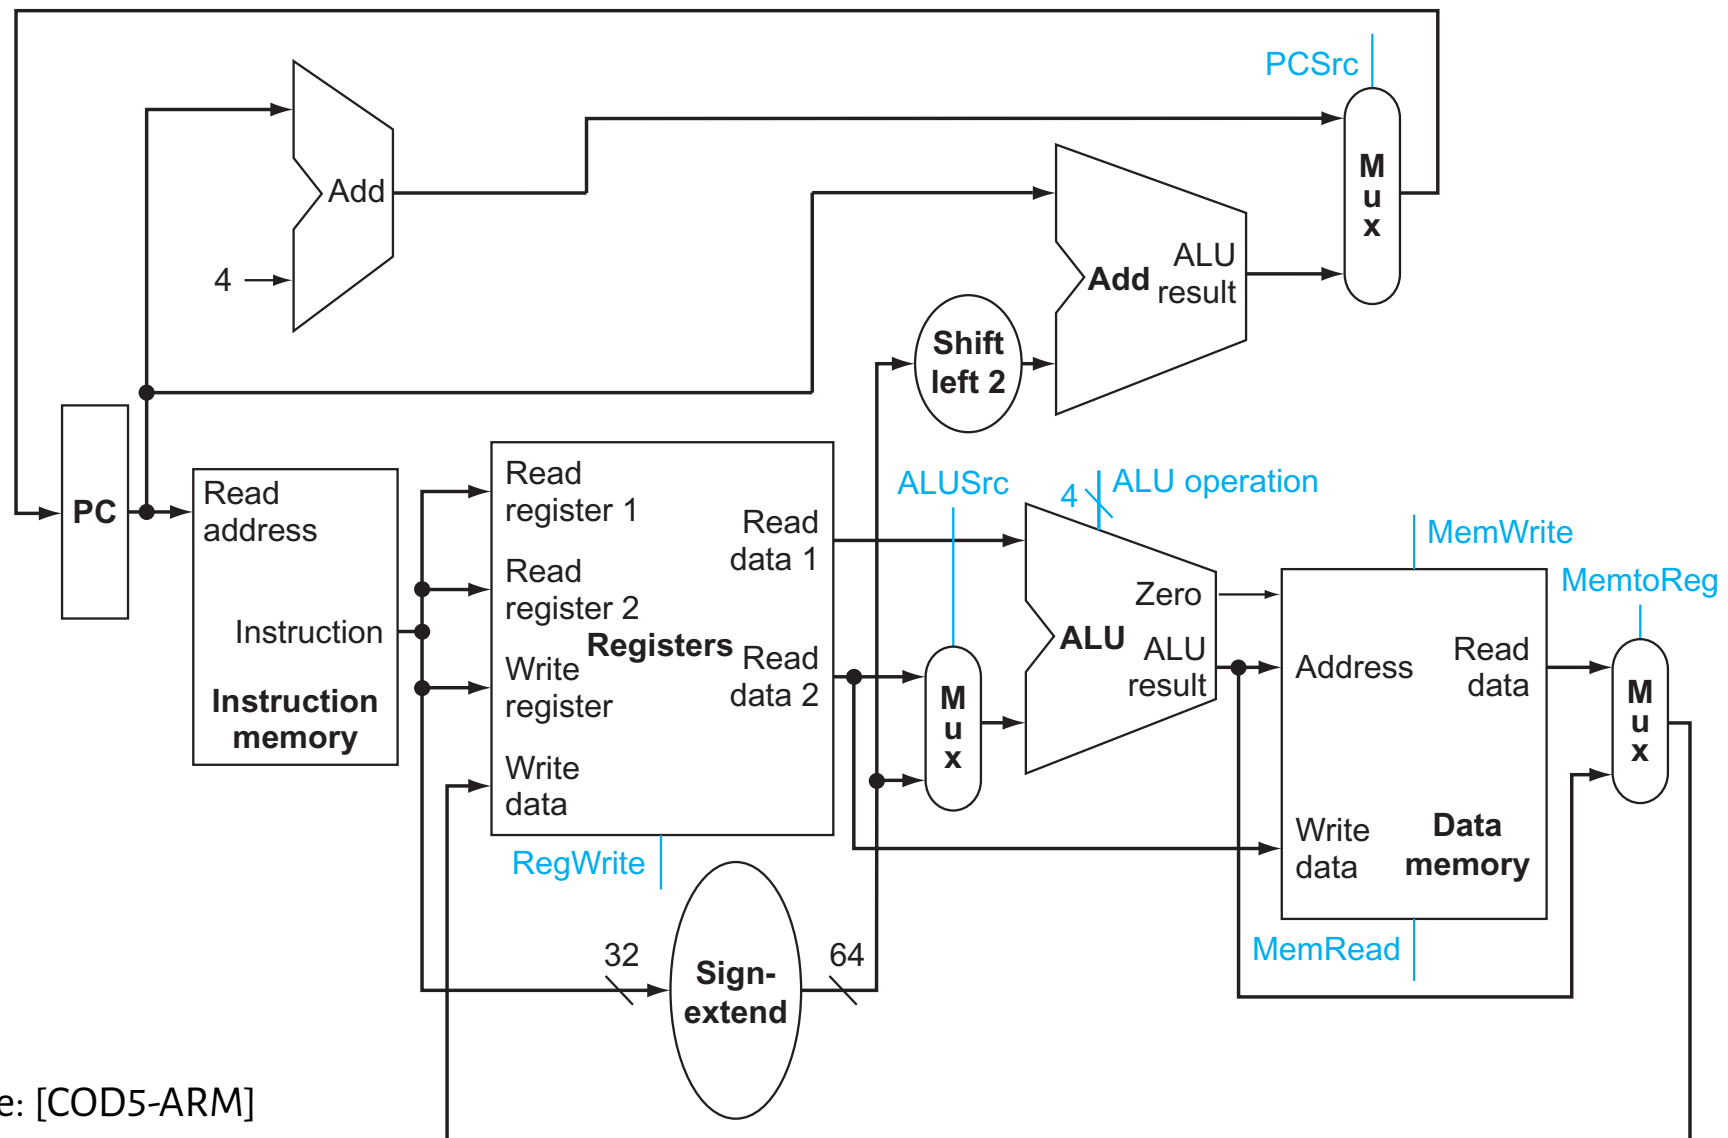 PCSrc
M
u
x
Add
4
Add
ALU
result
Shift
left 2
PC
Read
address
Instruction
Instruction
memory
Read
register 1
Read
register 2
Write
register
Write
data
Registers
Read
data 1
Read
data 2
RegWrite
ALUSrc
M
u
x
4
ALU operation
Zero
ALU
ALU
result
MemWrite
MemtoReg
Address
Read
data
Write
data
Data
memory
MemRead
M
u
x
32
Sign-
extend
64
e: [COD5-ARM]